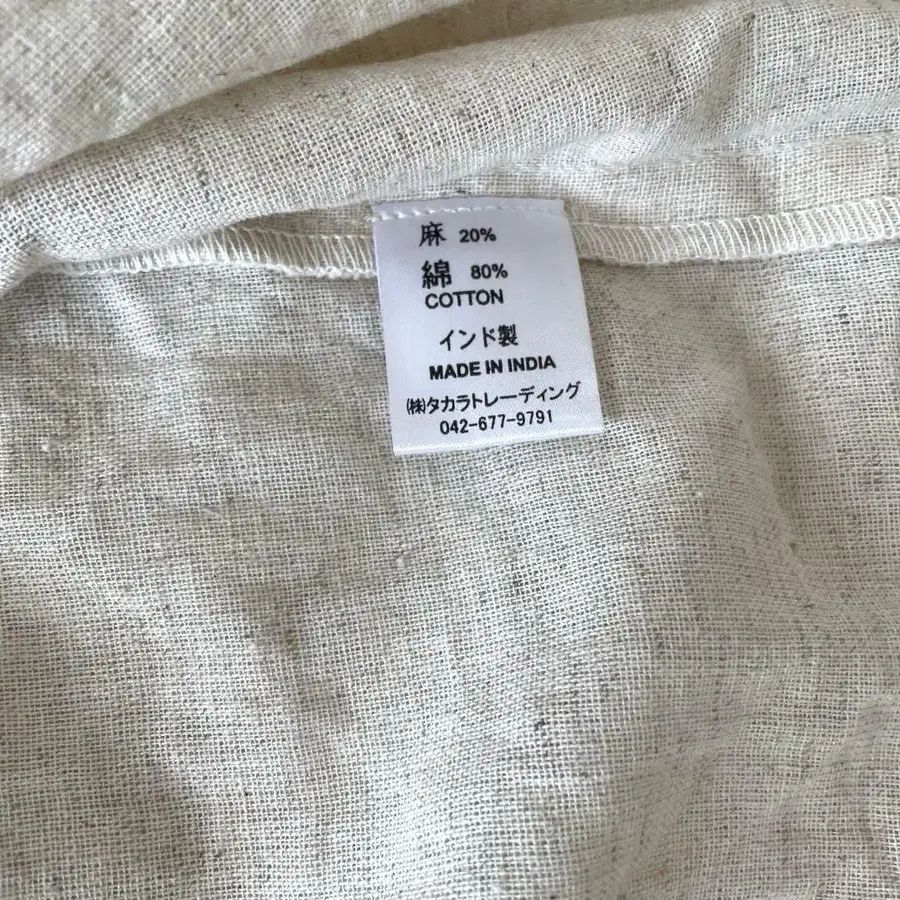 麻 20%
綿 80%
COTTON
インド製
MADE IN INDIA
㈱タカラトレーディング
042-677-9791